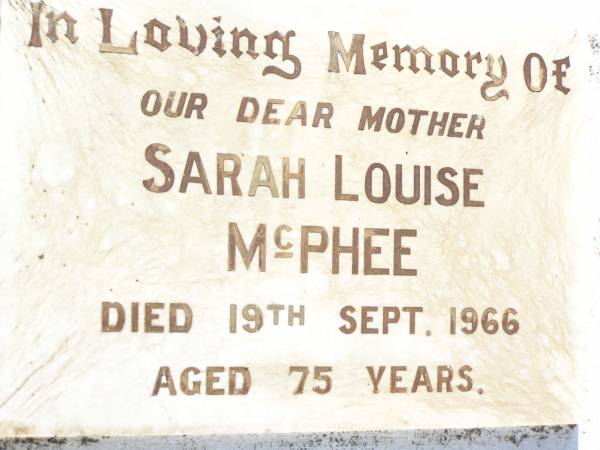 In Loving Memory Of
OUR DEAR MOTHER
SARAH LOUISE
McPHEE
DIED 19TH SEPT. 1966
AGED 75 YEARS.